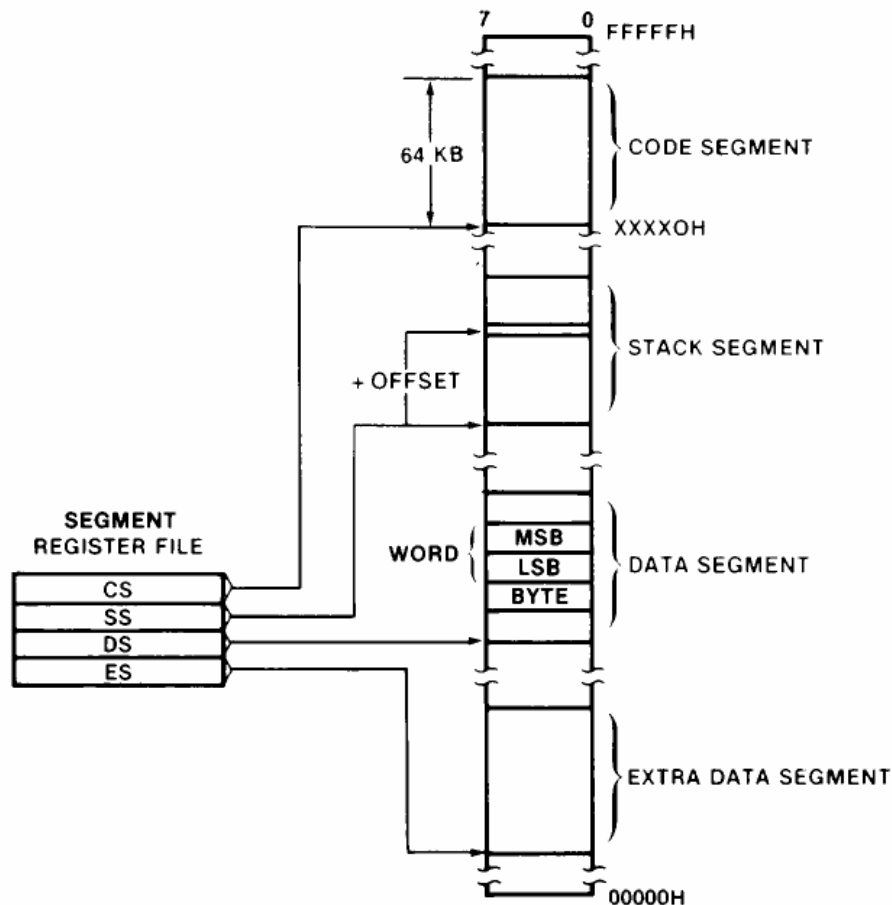 7 0
FFFFFH
64 KB
CODE SEGMENT
XXXXOH
STACK SEGMENT
+ OFFSET
SEGMENT
REGISTER FILE
CS
SS
DS
ES
WORD
MSB
LSB
BYTE
DATA SEGMENT
EXTRA DATA SEGMENT
00000H